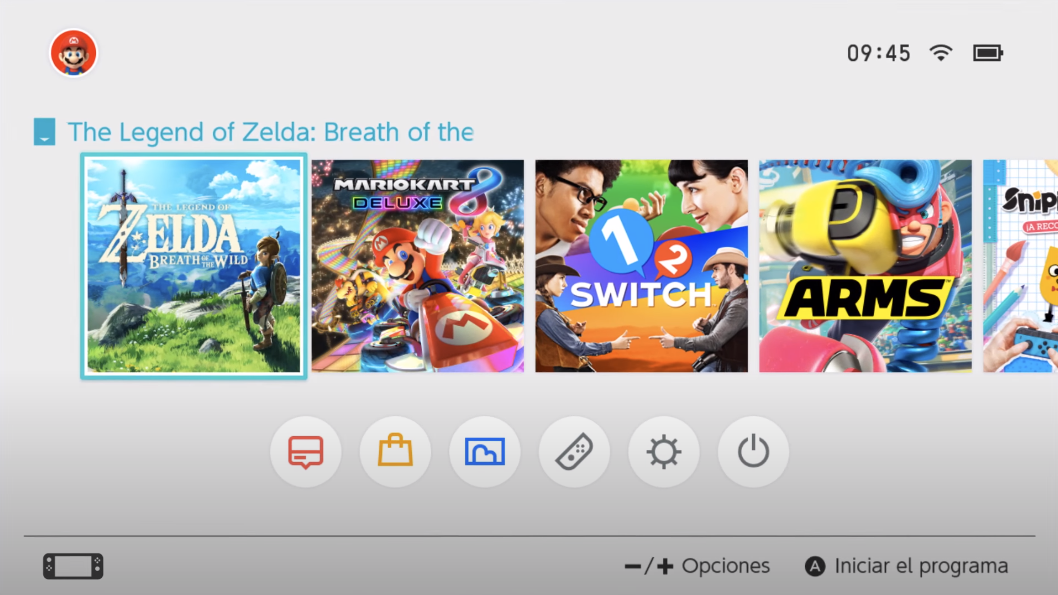 09:45
The Legend of Zelda: Breath of the
THE LEGEND OF
ZELDA
BREATH OF THE WILD
MARIOKART 8
DELUXE
1
2
SWITCH
ARMS
Snipp
¡A RECO
M
−/+ Opciones
A Iniciar el programa